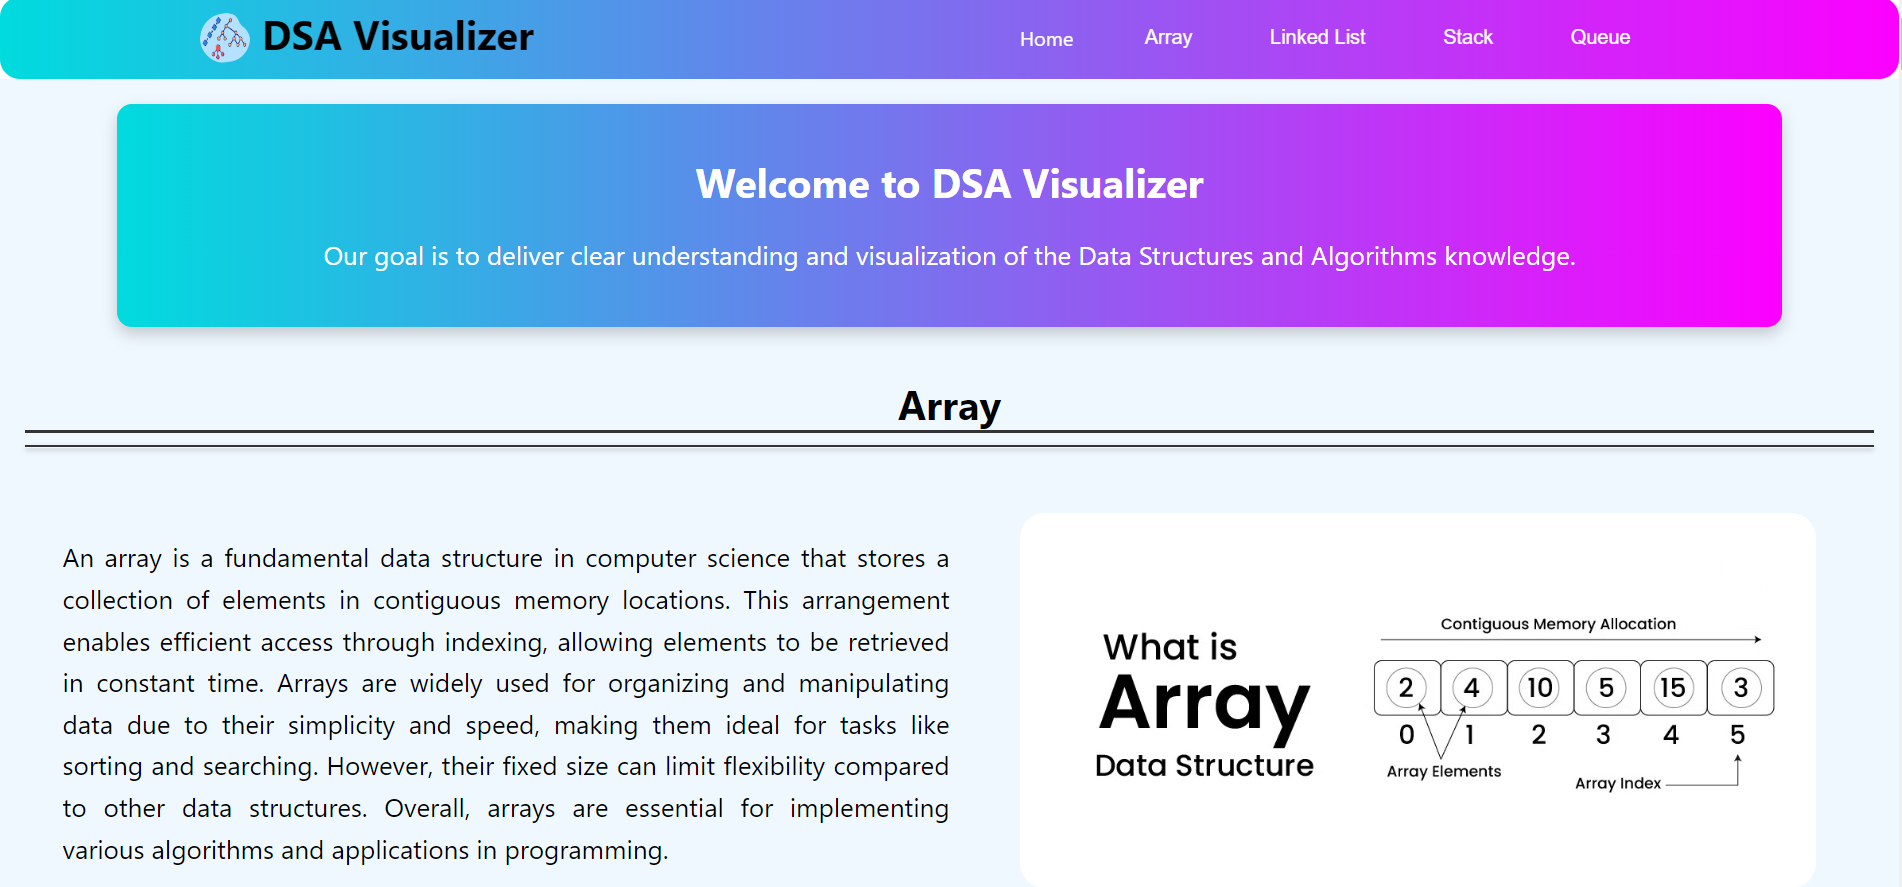 DSA Visualizer
Home Array Linked List Stack Queue
Welcome to DSA Visualizer
Our goal is to deliver clear understanding and visualization of the Data Structures and Algorithms knowledge.
Array
An array is a fundamental data structure in computer science that stores a
collection of elements in contiguous memory locations. This arrangement
enables efficient access through indexing, allowing elements to be retrieved
in constant time. Arrays are widely used for organizing and manipulating
data due to their simplicity and speed, making them ideal for tasks like
sorting and searching. However, their fixed size can limit flexibility compared
to other data structures. Overall, arrays are essential for implementing
various algorithms and applications in programming.
What is
Array
Data Structure
Contiguous Memory Allocation
2 4 10 5 15 3
0 1 2 3 4 5
Array Elements
Array Index